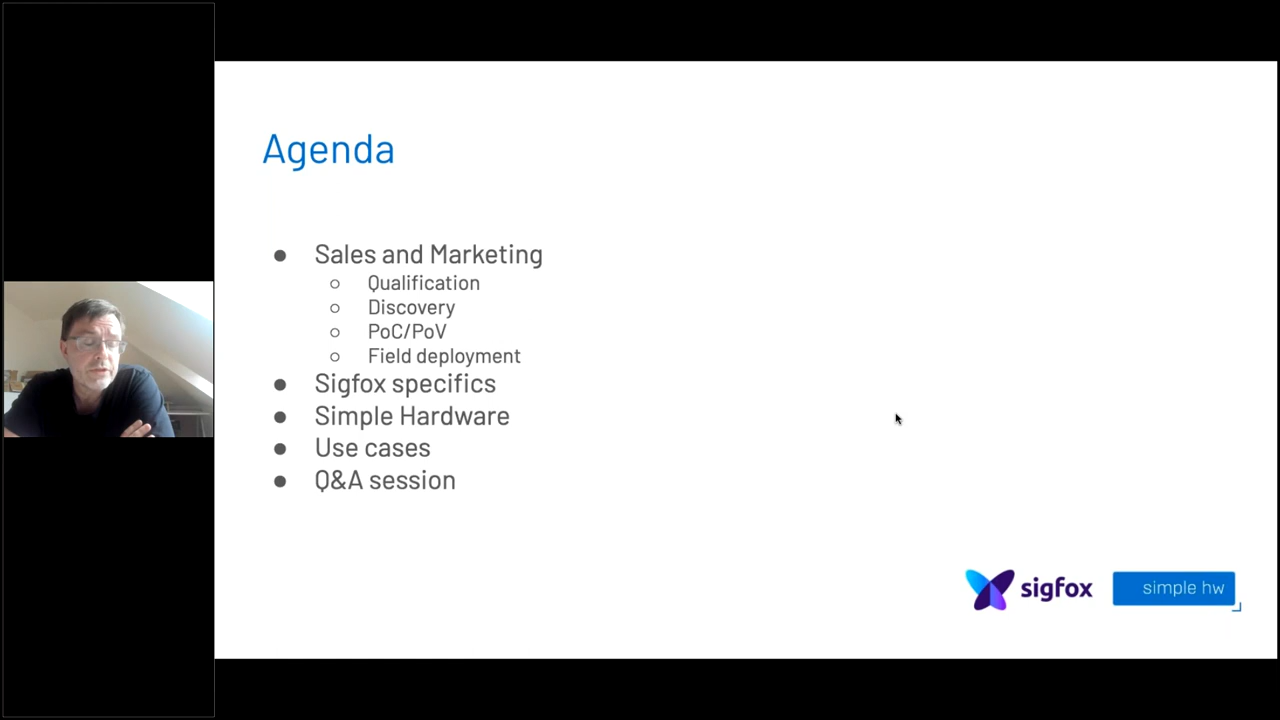 Agenda
● Sales and Marketing
○ Qualification
○ Discovery
○ PoC/PoV
○ Field deployment
● Sigfox specifics
● Simple Hardware
● Use cases
● Q&A session
sigfox
simple hw